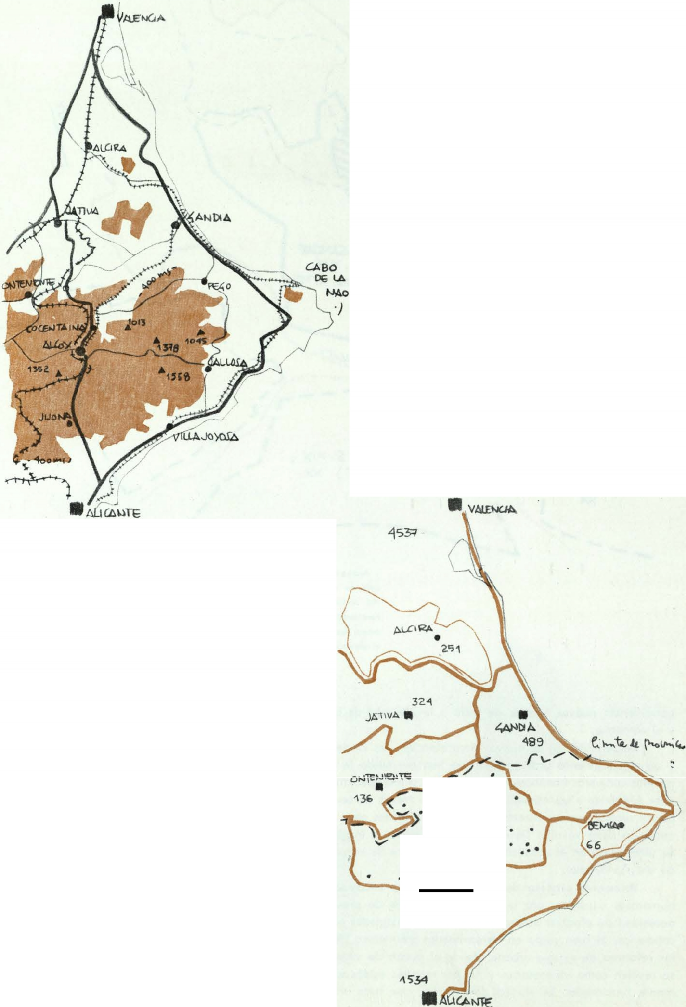 VALENCIA
ALCIRA
JATIVA
GANDIA
CABO
DE LA
NAO
ONTENIENTE
400 mts
PEGO
COCENTAINA
1013
ALCOY
1378
1045
1352
1558
CALLOSA
JIJONA
VILLAJOYOSA
400 mts
ALICANTE
VALENCIA
4537
ALCIRA
251
324
JATIVA
GANDIA
489
limite de provincia
ONTENIENTE
136
BENISA
66
1534
ALICANTE